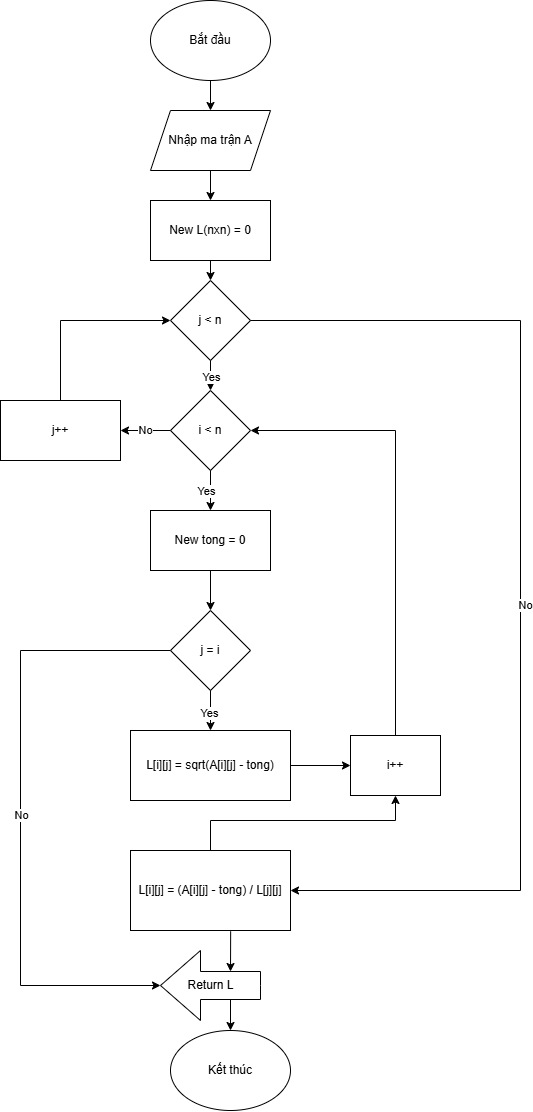 Bắt đầu
Nhập ma trận A
New L(nxn) = 0
j < n
Yes
j++
No
i < n
Yes
New tong = 0
No
j = i
Yes
L[i][j] = sqrt(A[i][j] - tong)
i++
No
L[i][j] = (A[i][j] - tong) / L[j][j]
Return L
Kết thúc